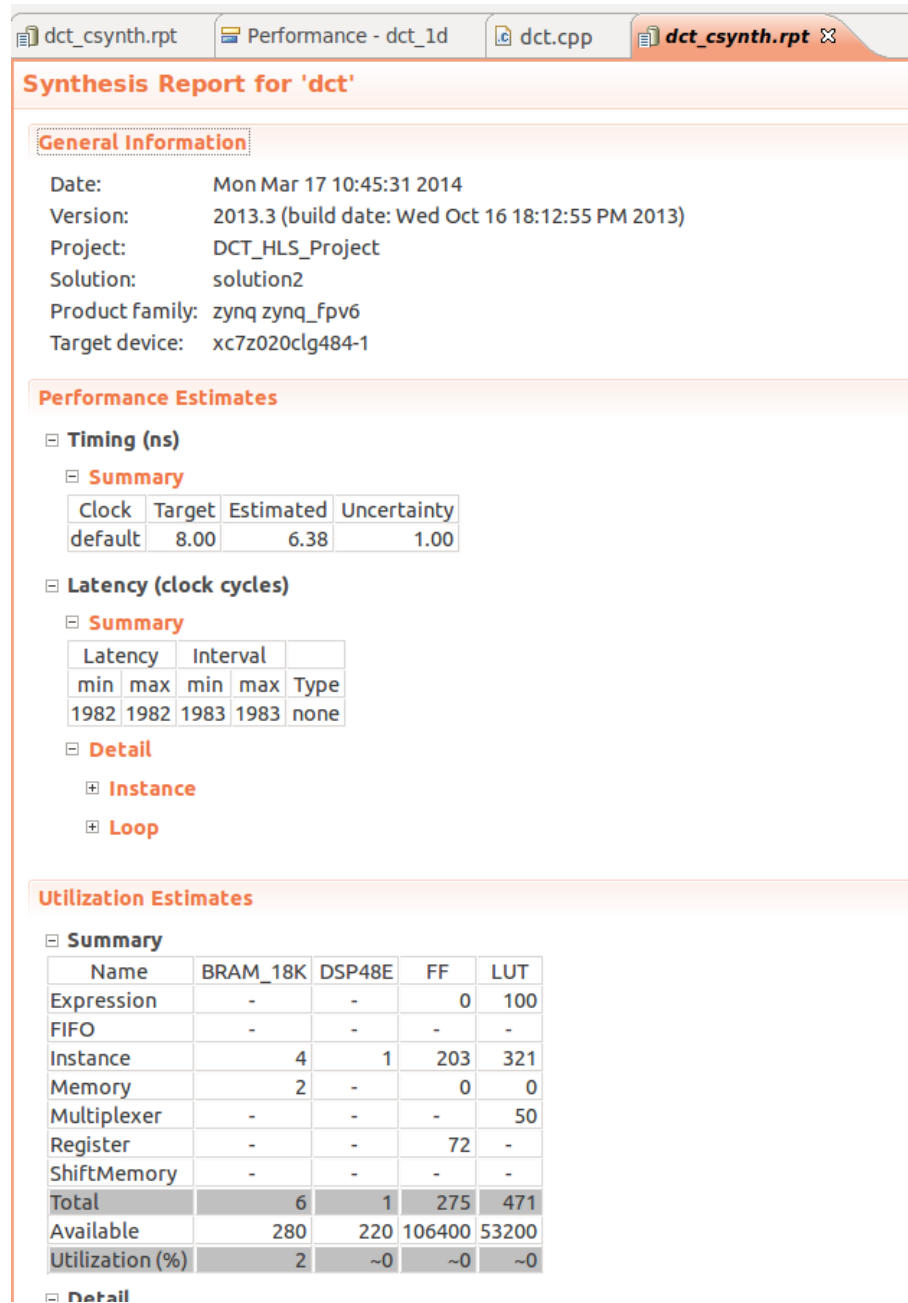 dct_csynth.rpt Performance - dct_1d dct.cpp dct_csynth.rpt
Synthesis Report for 'dct'
General Information
Date: Mon Mar 17 10:45:31 2014
Version: 2013.3 (build date: Wed Oct 16 18:12:55 PM 2013)
Project: DCT_HLS_Project
Solution: solution2
Product family: zynq zynq_fpv6
Target device: xc7z020clg484-1
Performance Estimates
Timing (ns)
Summary
Clock Target Estimated Uncertainty
default 8.00 6.38 1.00
Latency (clock cycles)
Summary
Latency Interval
min max min max Type
1982 1982 1983 1983 none
Detail
Instance
Loop
Utilization Estimates
Summary
Name BRAM_18K DSP48E FF LUT
Expression - - 0 100
FIFO - - - -
Instance 4 1 203 321
Memory 2 - 0 0
Multiplexer - - - 50
Register - - 72 -
ShiftMemory - - - -
Total 6 1 275 471
Available 280 220 106400 53200
Utilization (%) 2 ~0 ~0 ~0
Detail